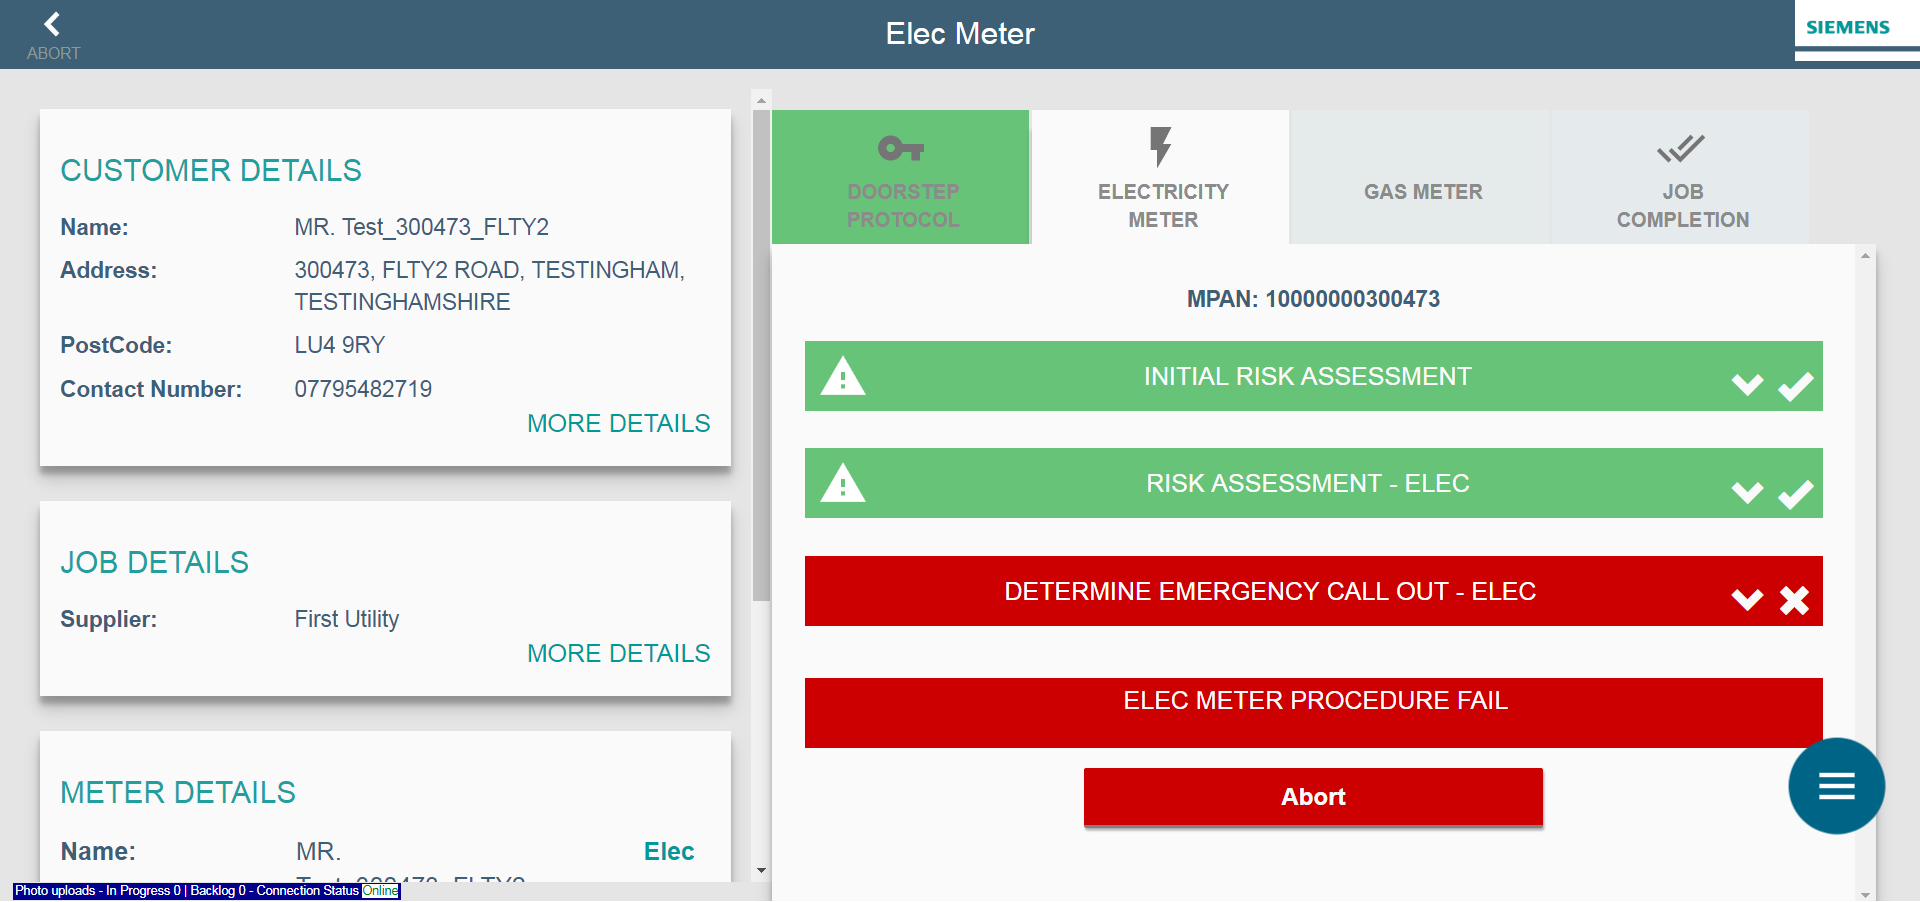 ABORT
Elec Meter
SIEMENS
CUSTOMER DETAILS
Name: MR. Test_300473_FLTY2
Address: 300473, FLTY2 ROAD, TESTINGHAM,
TESTINGHAMSHIRE
PostCode: LU4 9RY
Contact Number: 07795482719
MORE DETAILS
JOB DETAILS
Supplier: First Utility
MORE DETAILS
METER DETAILS
Name: MR. Elec
Test_300473_FLTY2
Photo uploads - In Progress 0 | Backlog 0 - Connection Status Online
DOORSTEP
PROTOCOL
ELECTRICITY
METER
GAS METER
JOB
COMPLETION
MPAN: 10000000300473
INITIAL RISK ASSESSMENT
RISK ASSESSMENT - ELEC
DETERMINE EMERGENCY CALL OUT - ELEC
ELEC METER PROCEDURE FAIL
Abort